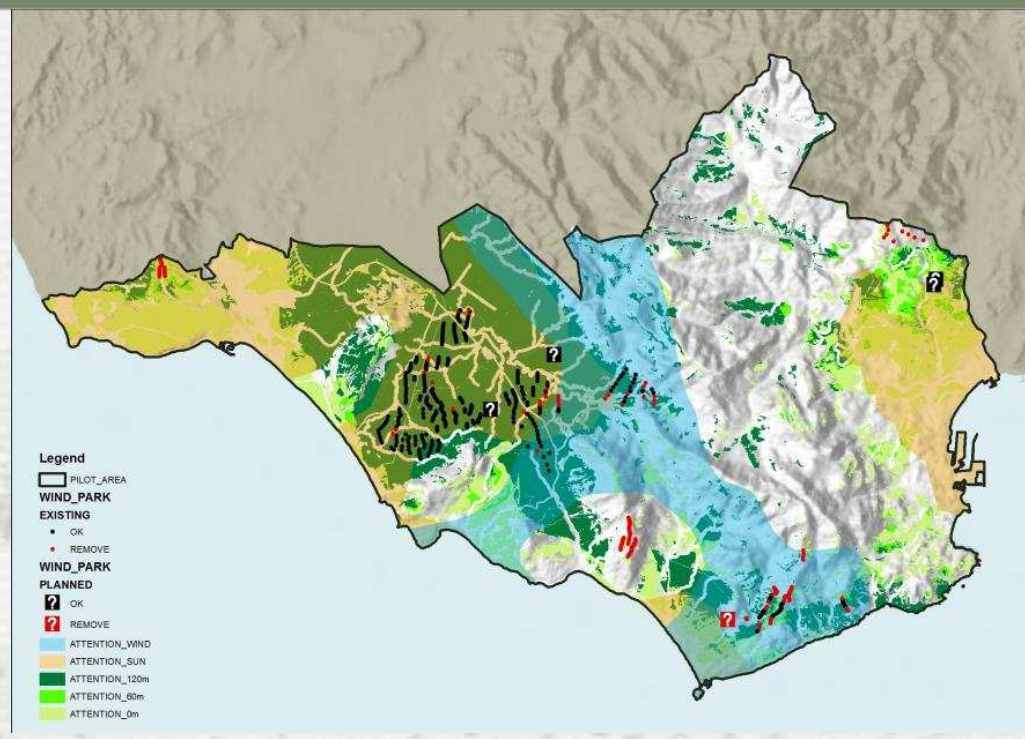 Legend
PILOT_AREA
WIND_PARK
EXISTING
OK
REMOVE
WIND_PARK
PLANNED
? OK
? REMOVE
ATTENTION_WIND
ATTENTION_SUN
ATTENTION_120m
ATTENTION_60m
ATTENTION_0m
?
?
?
?